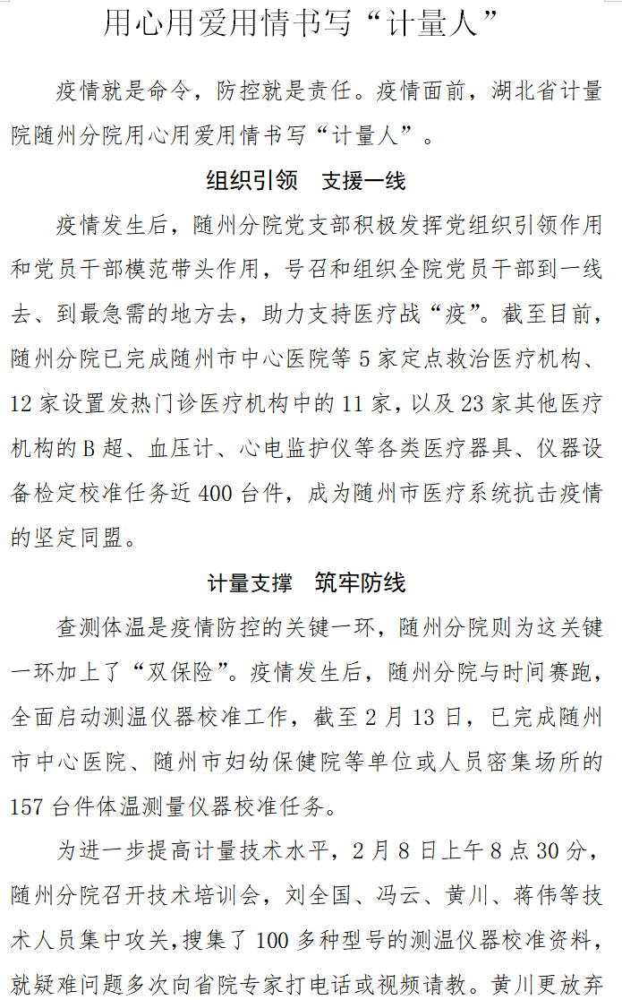 用心用爱用情书写“计量人”
疫情就是命令，防控就是责任。疫情面前，湖北省计量
院随州分院用心用爱用情书写“计量人”。
组织引领　支援一线
疫情发生后，随州分院党支部积极发挥党组织引领作用
和党员干部模范带头作用，号召和组织全院党员干部到一线
去、到最急需的地方去，助力支持医疗战“疫”。截至目前，
随州分院已完成随州市中心医院等 5 家定点救治医疗机构、
12 家设置发热门诊医疗机构中的 11 家，以及 23 家其他医疗
机构的 B 超、血压计、心电监护仪等各类医疗器具、仪器设
备检定校准任务近 400 台件，成为随州市医疗系统抗击疫情
的坚定同盟。
计量支撑　筑牢防线
查测体温是疫情防控的关键一环，随州分院则为这关键
一环加上了“双保险”。疫情发生后，随州分院与时间赛跑，
全面启动测温仪器校准工作，截至 2 月 13 日，已完成随州
市中心医院、随州市妇幼保健院等单位或人员密集场所的
157 台件体温测量仪器校准任务。
为进一步提高计量技术水平，2 月 8 日上午 8 点 30 分，
随州分院召开技术培训会，刘全国、冯云、黄川、蒋伟等技
术人员集中攻关，搜集了 100 多种型号的测温仪器校准资料，
就疑难问题多次向省院专家打电话或视频请教。黄川更放弃